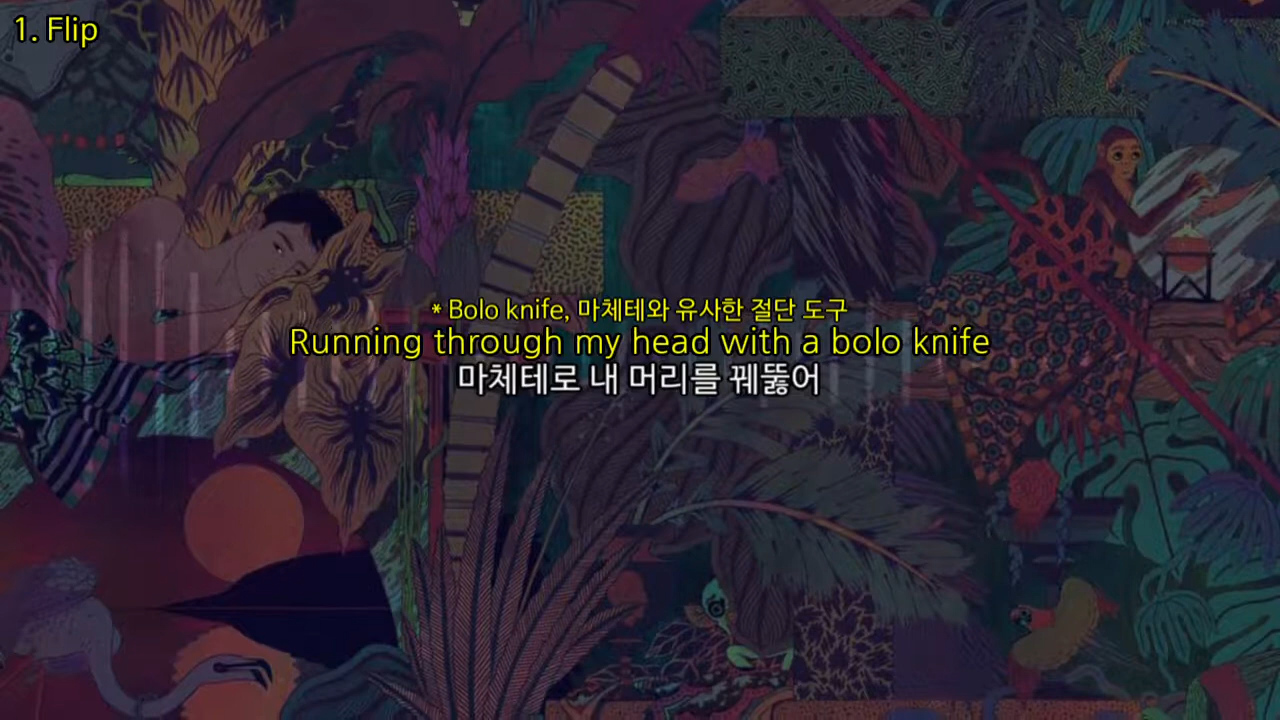 1. Flip
* Bolo knife, 마체테와 유사한 절단 도구
Running through my head with a bolo knife
마체테로 내 머리를 꿰뚫어